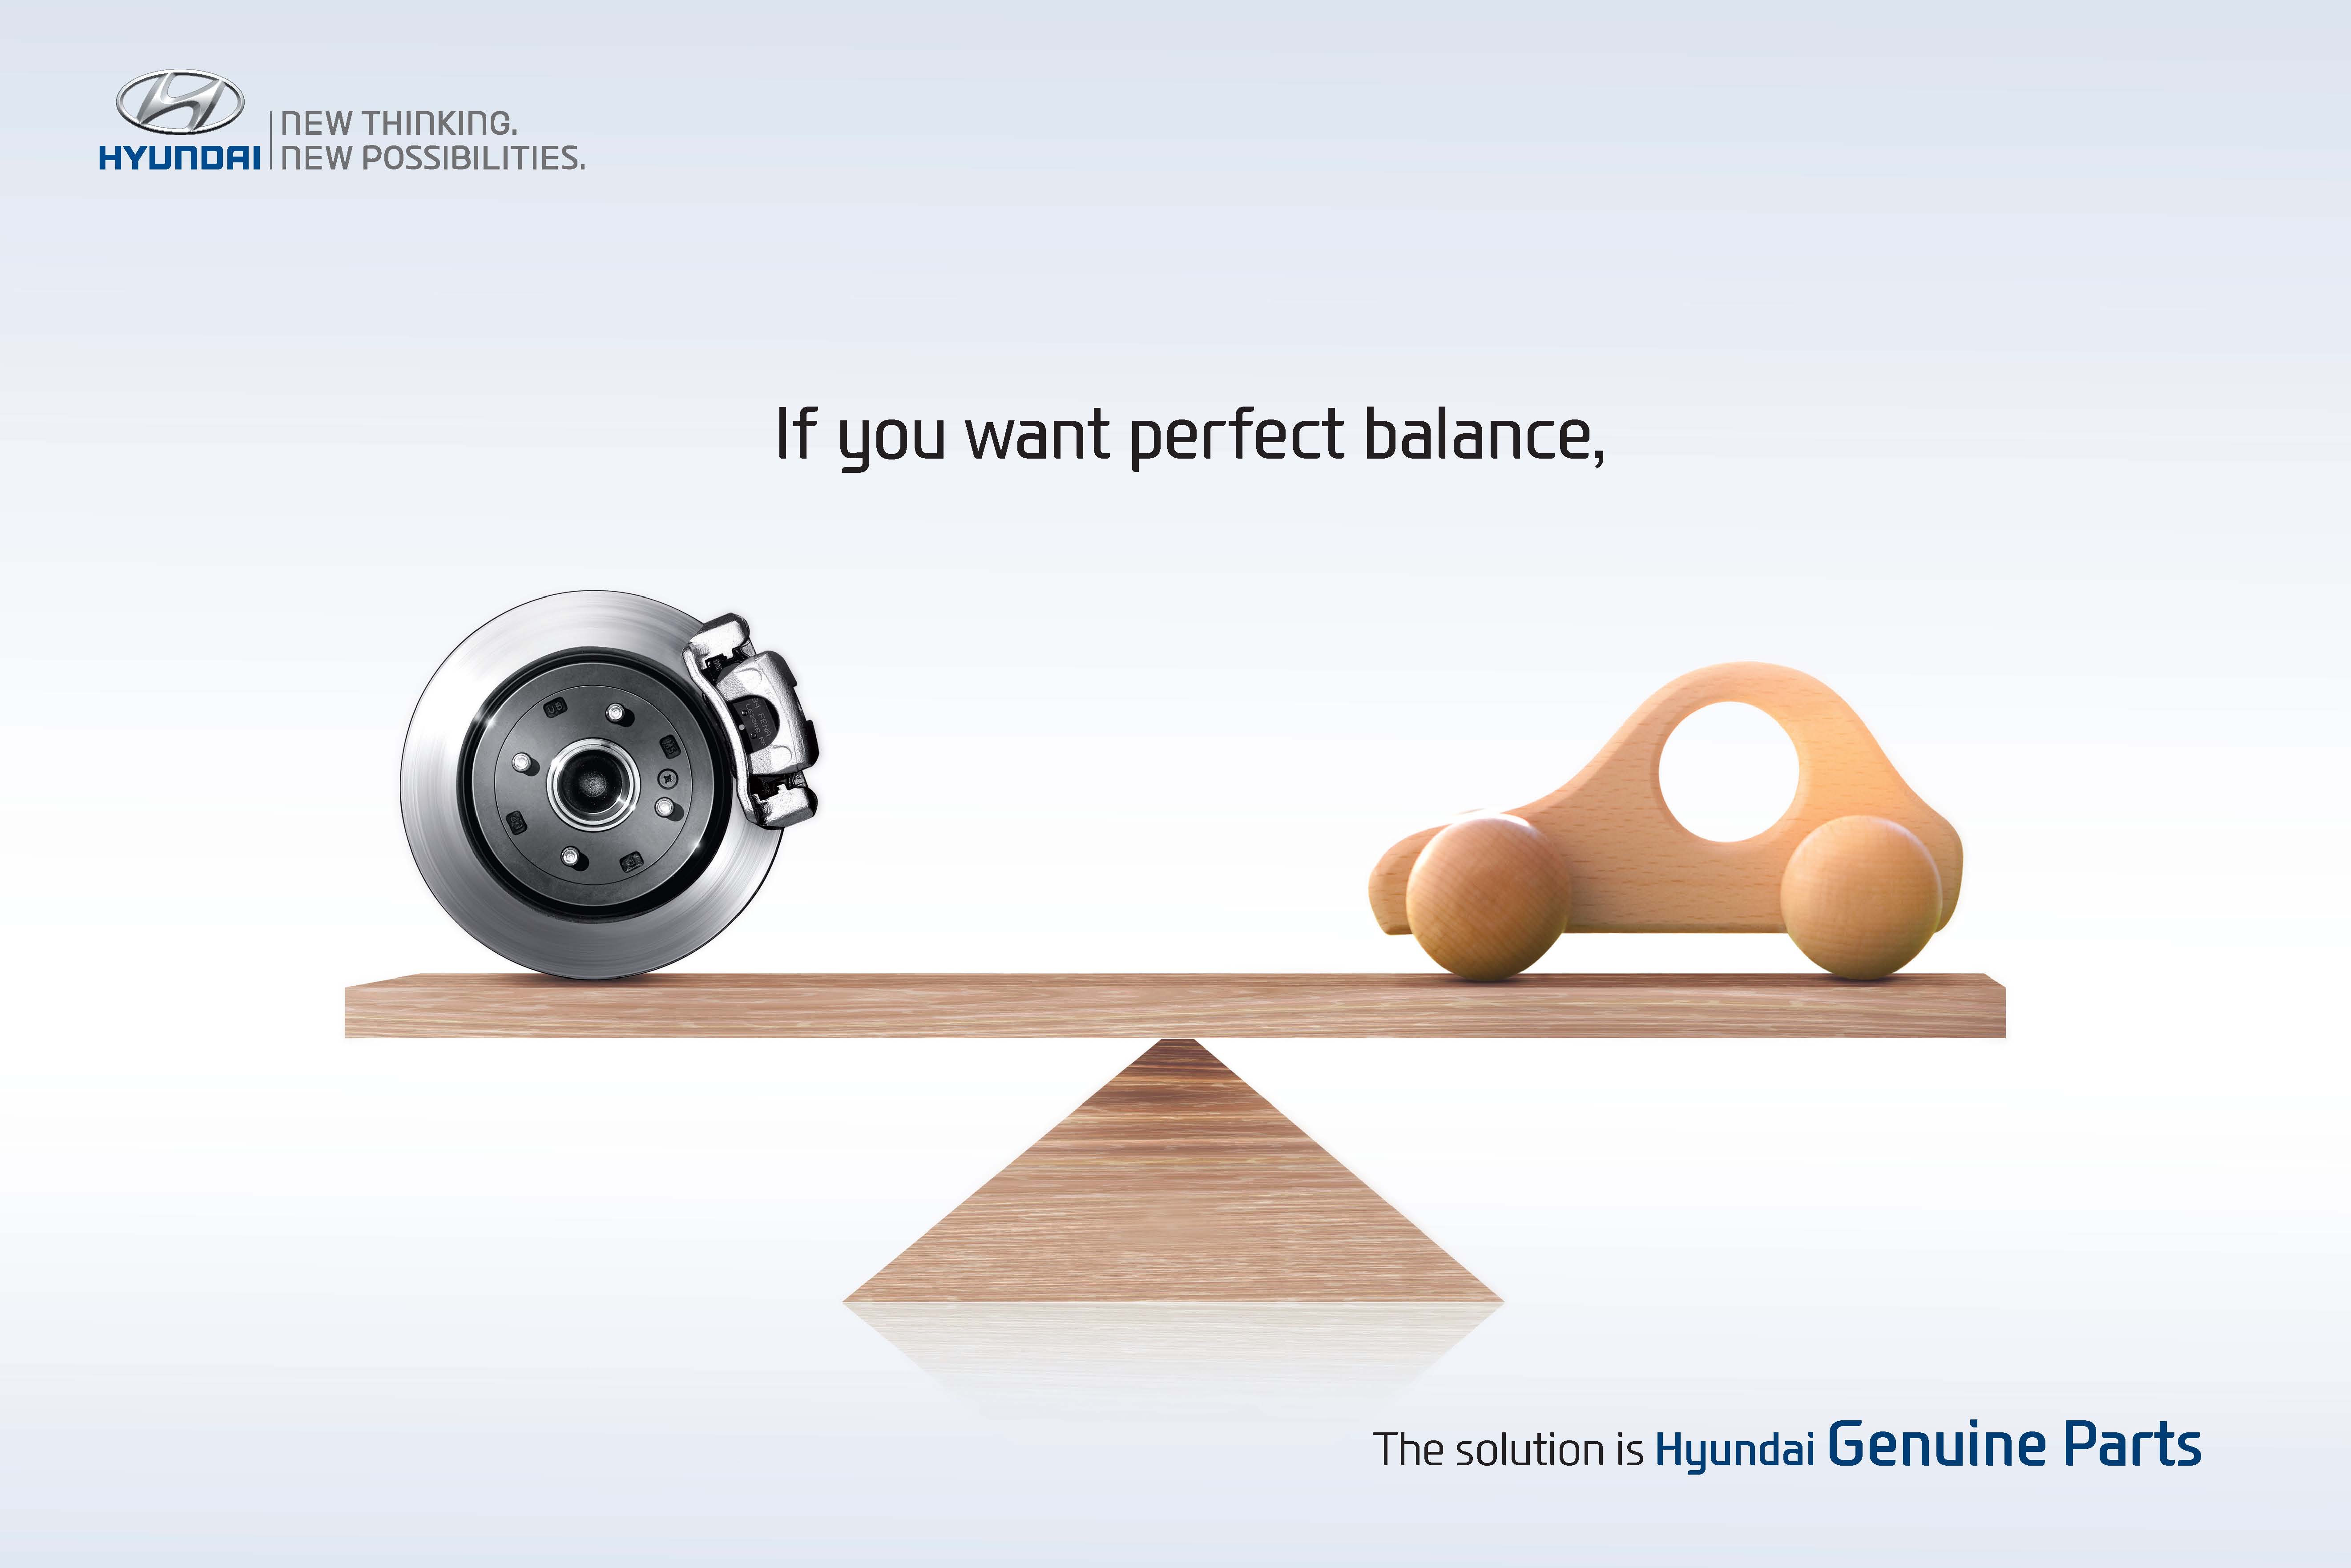 HYUNDAI
NEW THINKING.
NEW POSSIBILITIES.
If you want perfect balance,
The solution is Hyundai Genuine Parts